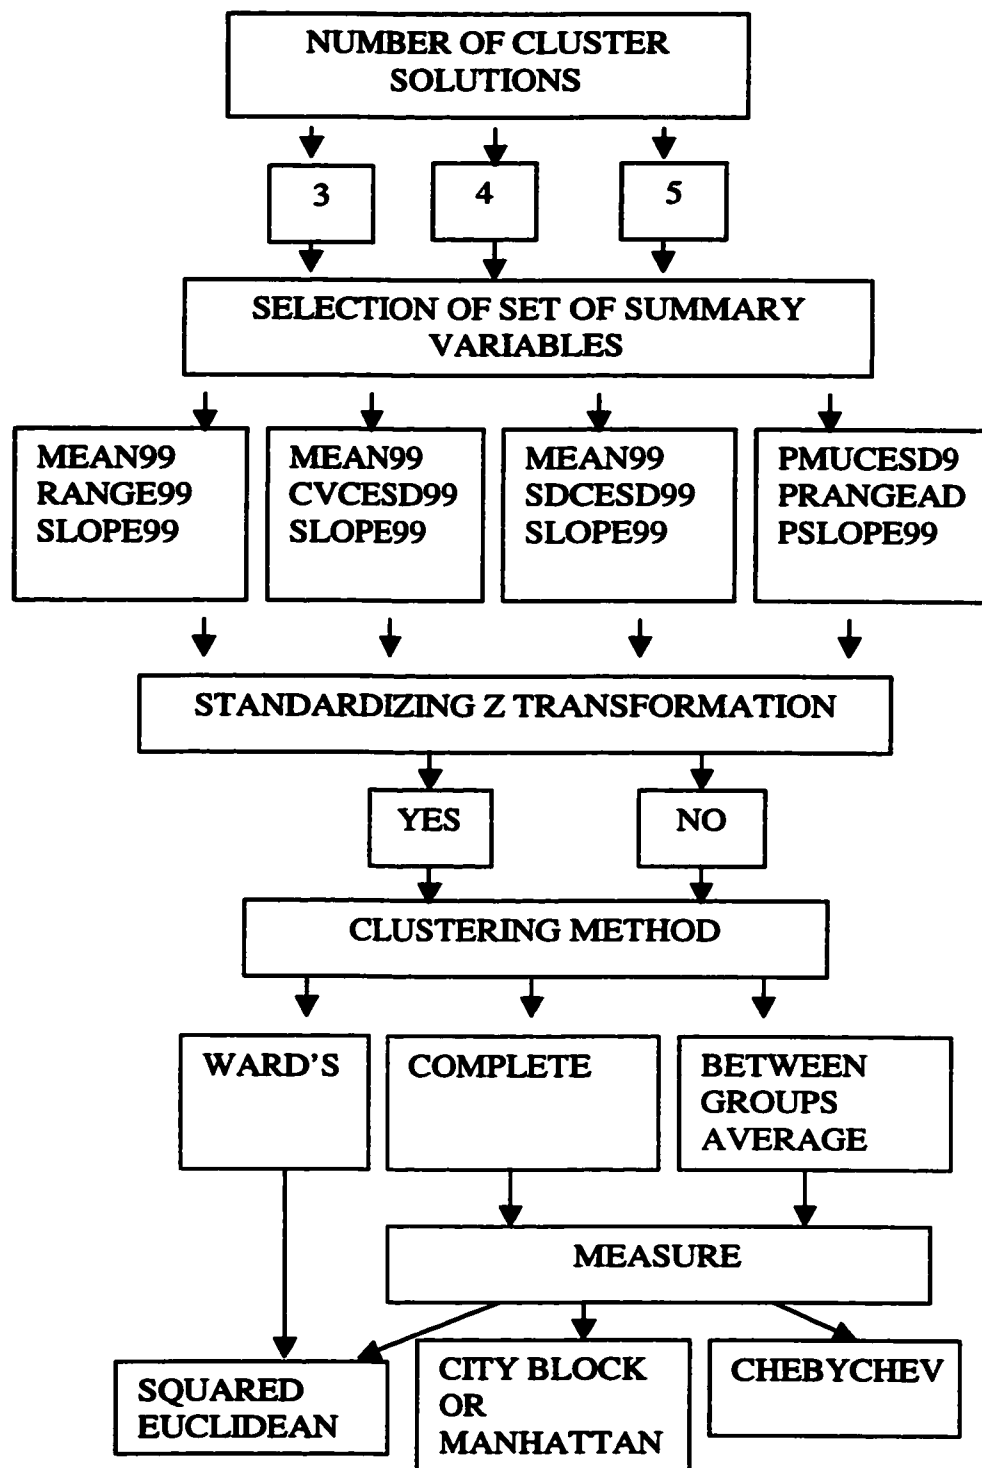 NUMBER OF CLUSTER
SOLUTIONS
3
4
5
SELECTION OF SET OF SUMMARY
VARIABLES
MEAN99
RANGE99
SLOPE99
MEAN99
CVCESD99
SLOPE99
MEAN99
SDCESD99
SLOPE99
PMUCESD9
PRANGEAD
PSLOPE99
STANDARDIZING Z TRANSFORMATION
YES
NO
CLUSTERING METHOD
WARD'S
COMPLETE
BETWEEN
GROUPS
AVERAGE
MEASURE
SQUARED
EUCLIDEAN
CITY BLOCK
OR
MANHATTAN
CHEBYCHEV